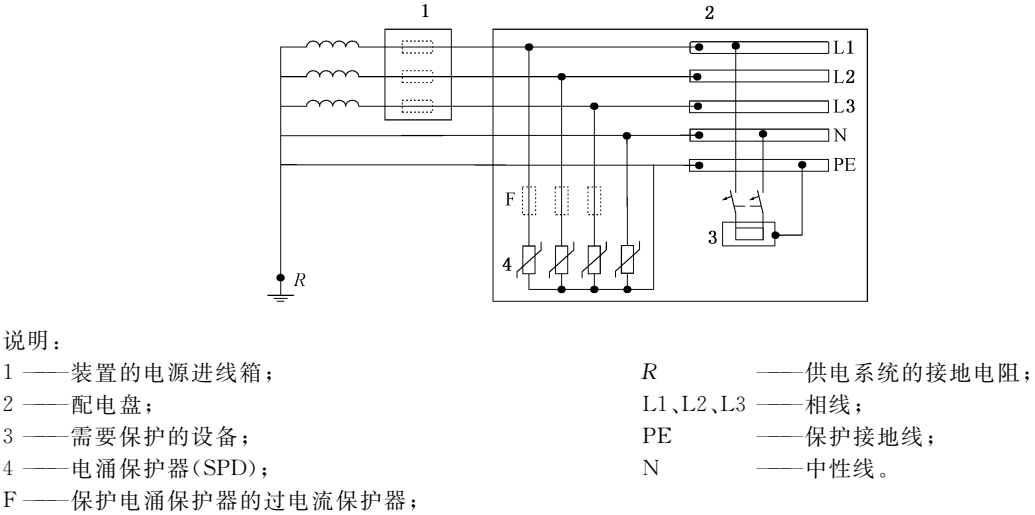 1
2
L1
L2
L3
N
PE
F
3
4
R
说明:
1 ——装置的电源进线箱;
R ——供电系统的接地电阻;
2 ——配电盘;
L1、L2、L3 ——相线;
3 ——需要保护的设备;
PE ——保护接地线;
4 ——电涌保护器(SPD);
N ——中性线。
F ——保护电涌保护器的过电流保护器;